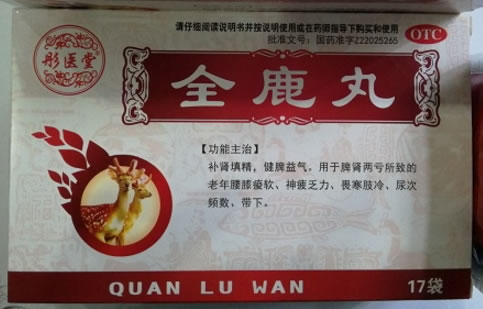 彤医堂
请仔细阅读说明书并按说明使用或在药师指导下购买和使用
批准文号：国药准字Z22025265
OTC
全鹿丸
【功能主治】
补肾填精，健脾益气。用于脾肾两亏所致的
老年腰膝痠软、神疲乏力、畏寒肢冷、尿次
频数、带下。
QUAN LU WAN
17袋